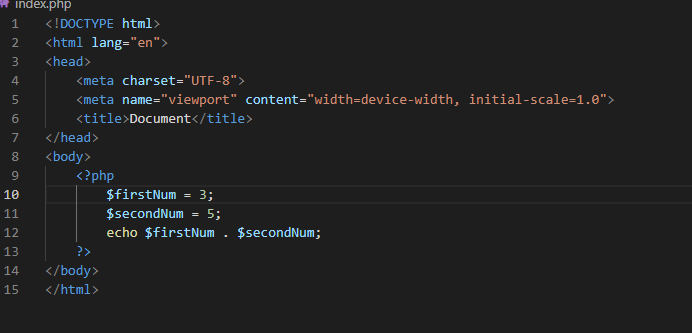 index.php
1 <!DOCTYPE html>
2 <html lang="en">
3 <head>
4     <meta charset="UTF-8">
5     <meta name="viewport" content="width=device-width, initial-scale=1.0">
6     <title>Document</title>
7 </head>
8 <body>
9     <?php
10         $firstNum = 3;
11         $secondNum = 5;
12         echo $firstNum . $secondNum;
13     ?>
14 </body>
15 </html>